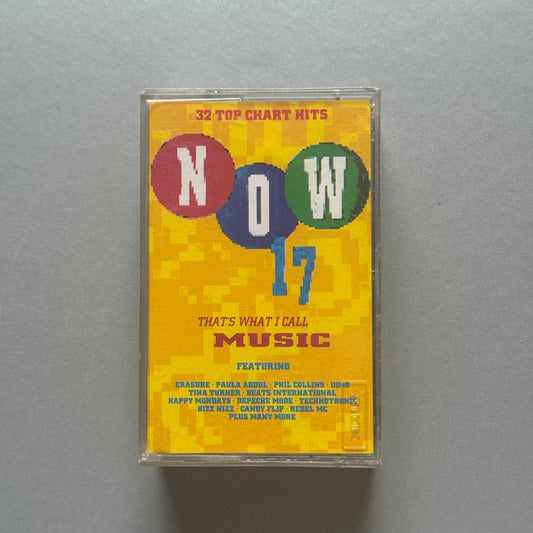 32 TOP CHART HITS
NOW
17
THAT'S WHAT I CALL
MUSIC
FEATURING
ERASURE · PAULA ABDUL · PHIL COLLINS · UB40
TINA TURNER · BEATS INTERNATIONAL
HAPPY MONDAYS · DEPECHE MODE · TECHNOTRONIC
BIZZ NIZZ · CANDY FLIP · REBEL MC
PLUS MANY MORE